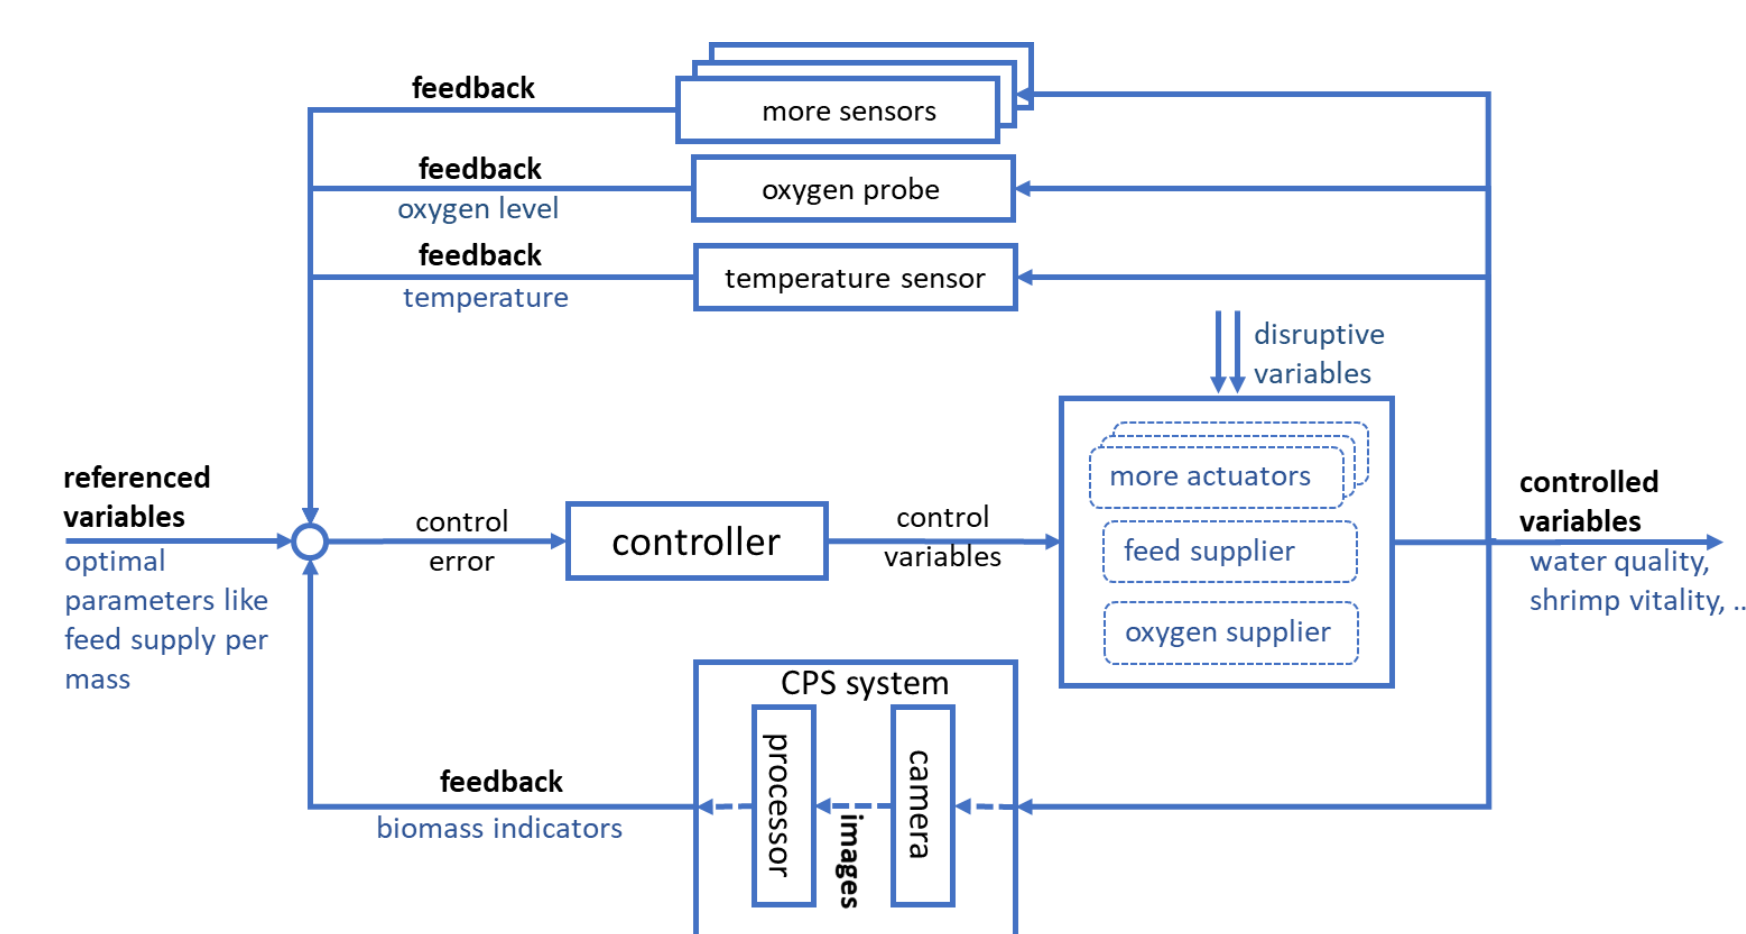 feedback
more sensors
feedback
oxygen level
oxygen probe
feedback
temperature
temperature sensor
disruptive
variables
referenced
variables
optimal
parameters like
feed supply per
mass
control
error
controller
control
variables
more actuators
feed supplier
oxygen supplier
controlled
variables
water quality,
shrimp vitality, ..
CPS system
processor
images
camera
feedback
biomass indicators